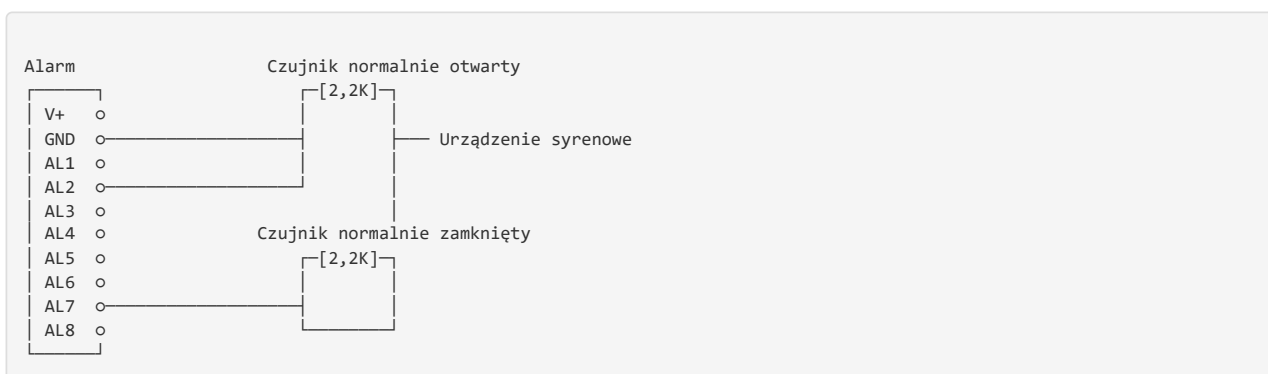 Alarm Czujnik normalnie otwarty
[2,2K]
V+
GND Urządzenie syrenowe
AL1
AL2
AL3
AL4 Czujnik normalnie zamknięty
AL5 [2,2K]
AL6
AL7
AL8